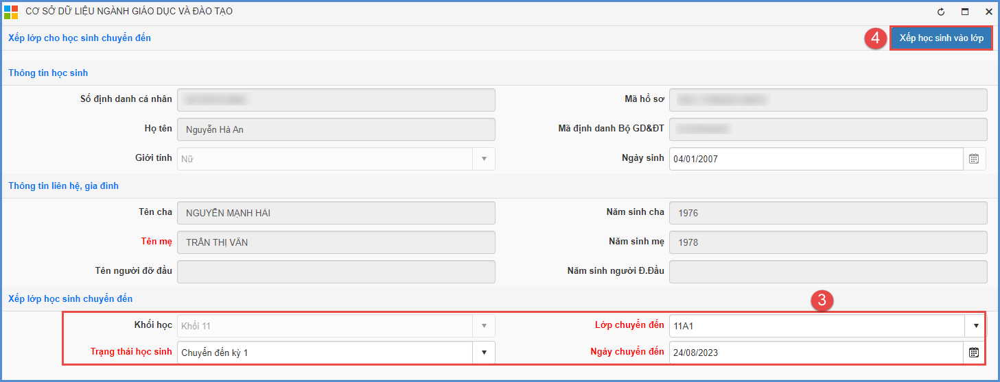 CƠ SỞ DỮ LIỆU NGÀNH GIÁO DỤC VÀ ĐÀO TẠO
Xếp lớp cho học sinh chuyển đến
4 Xếp học sinh vào lớp
Thông tin học sinh
Số định danh cá nhân Mã hồ sơ
Họ tên Nguyễn Hà An Mã định danh Bộ GD&ĐT
Giới tính Nữ Ngày sinh 04/01/2007
Thông tin liên hệ, gia đình
Tên cha NGUYỄN MẠNH HẢI Năm sinh cha 1976
Tên mẹ TRẦN THỊ VÂN Năm sinh mẹ 1978
Tên người đỡ đầu Năm sinh người Đ.Đầu
Xếp lớp học sinh chuyển đến
3
Khối học Khối 11 Lớp chuyển đến 11A1
Trạng thái học sinh Chuyển đến kỳ 1 Ngày chuyển đến 24/08/2023